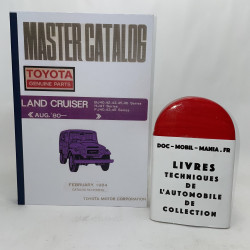 MASTER CATALOG
TOYOTA
GENUINE PARTS
LAND CRUISER
AUG.'80—
FEBRUARY, 1984
TOYOTA MOTOR CORPORATION
DOC - MOBIL - MANIA . FR
LIVRES
TECHNIQUES
DE
L'AUTOMOBILE
DE
COLLECTION